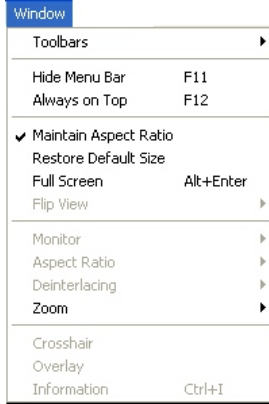 Window
Toolbars
Hide Menu Bar F11
Always on Top F12
Maintain Aspect Ratio
Restore Default Size
Full Screen Alt+Enter
Flip View
Monitor
Aspect Ratio
Deinterlacing
Zoom
Crosshair
Overlay
Information Ctrl+I